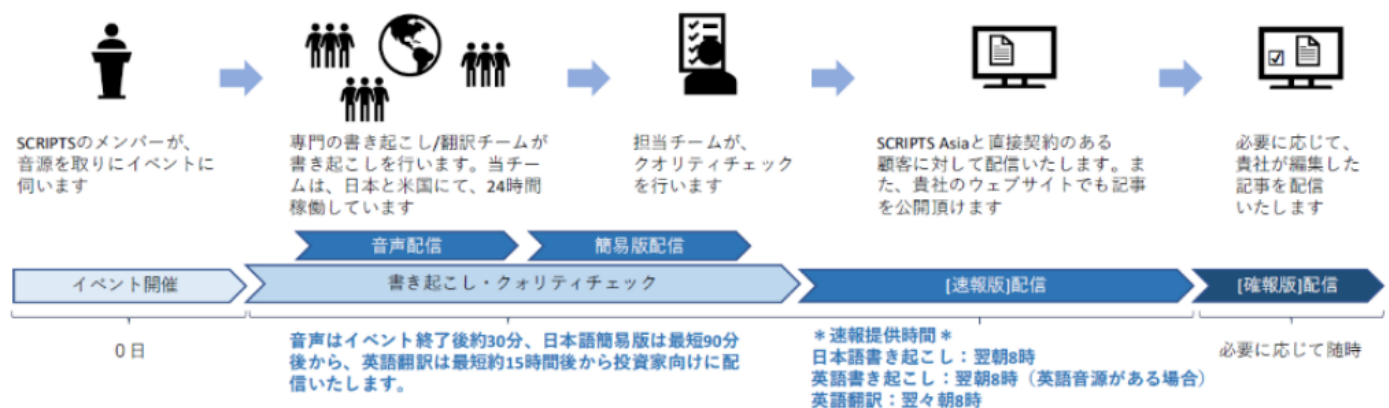 SCRIPTSのメンバーが、
音源を取りにイベントに
伺います
専門の書き起こし/翻訳チームが
書き起こしを行います。当チー
ムは、日本と米国にて、24時間
稼働しています
担当チームが、
クオリティチェック
を行います
SCRIPTS Asiaと直接契約のある
顧客に対して配信いたします。ま
た、貴社のウェブサイトでも記事
を公開頂けます
必要に応じて、
貴社が編集した
記事を配信
いたします
音声配信
簡易版配信
イベント開催
書き起こし・クォリティチェック
[速報版]配信
[確報版]配信
0日
音声はイベント終了後約30分、日本語簡易版は最短90分
後から、英語翻訳は最短約15時間後から投資家向けに配
信いたします。
＊速報提供時間＊
日本語書き起こし：翌朝8時
英語書き起こし：翌朝8時（英語音源がある場合）
英語翻訳：翌々朝8時
必要に応じて随時